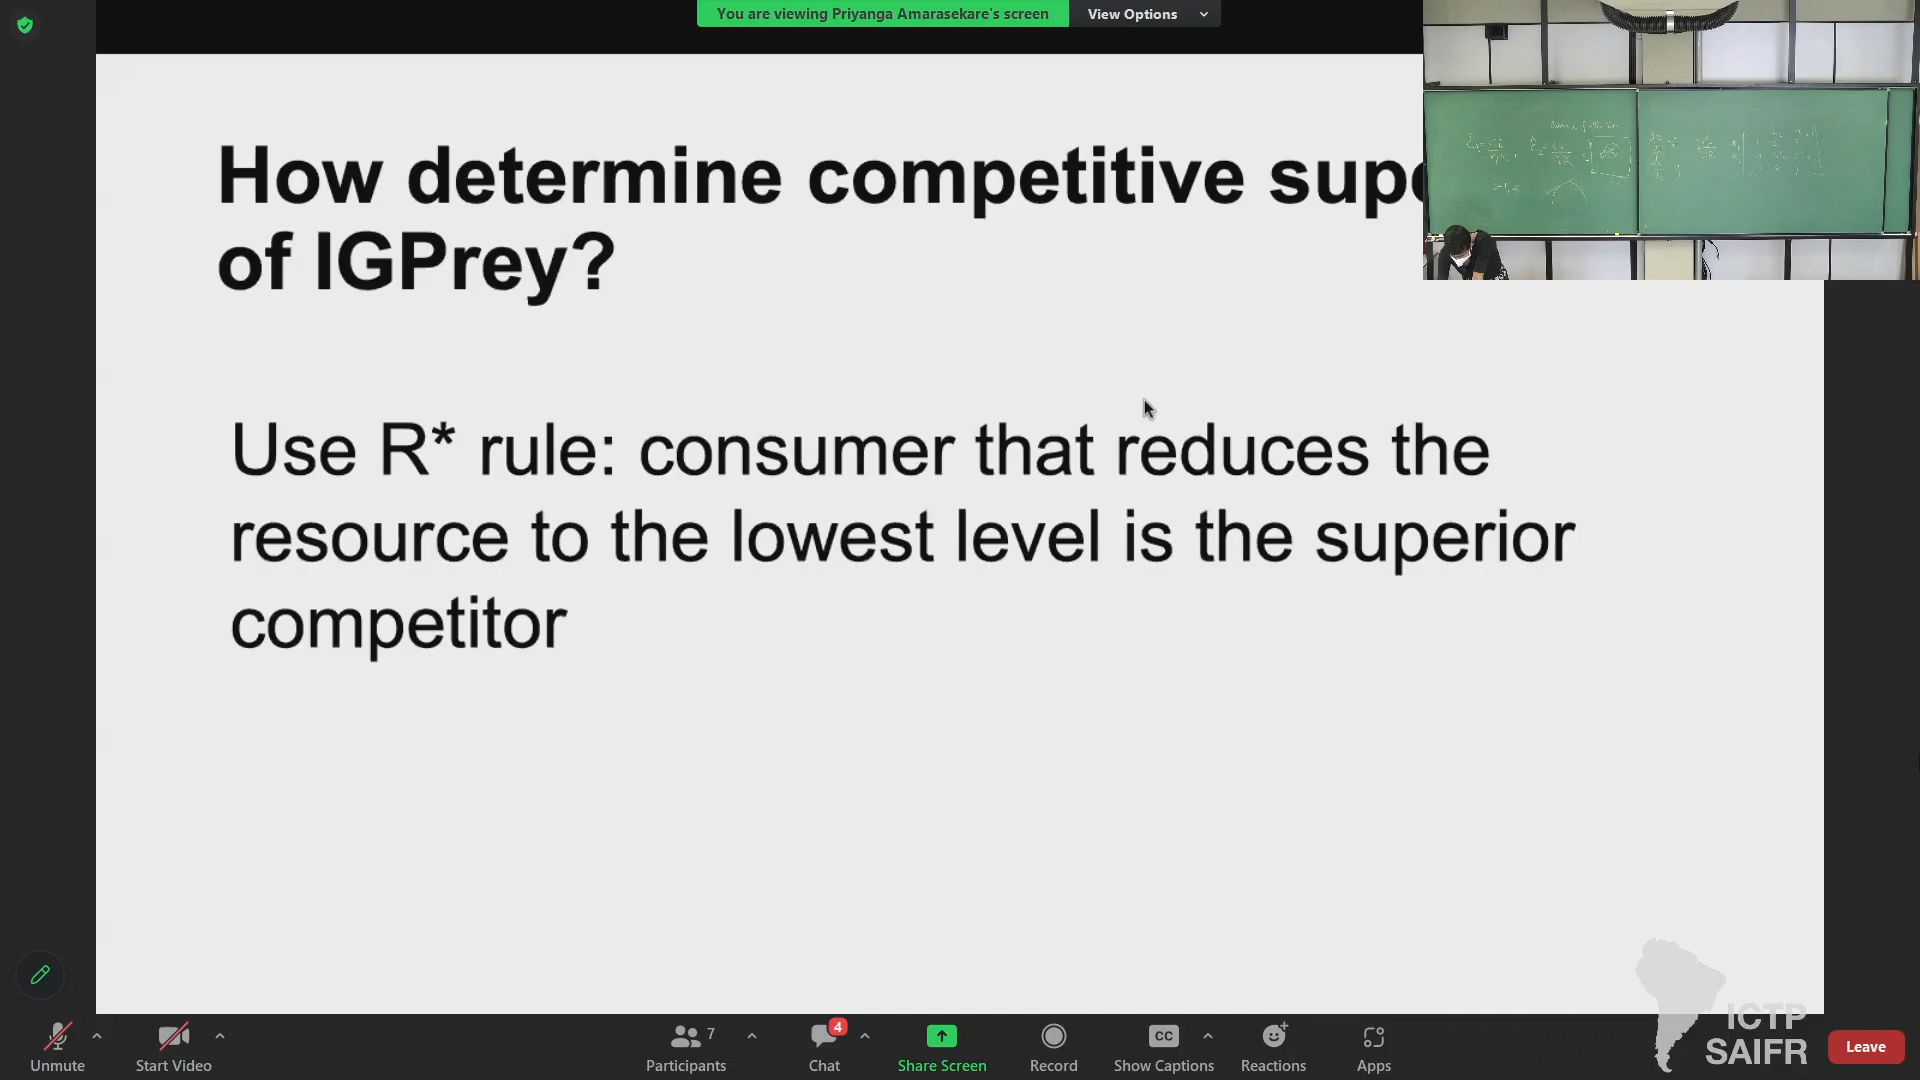 You are viewing Priyanga Amarasekare's screen
View Options
How determine competitive supe
of IGPrey?
Use R* rule: consumer that reduces the
resource to the lowest level is the superior
competitor
ICTP
SAIFR
Unmute
Start Video
7
Participants
4
Chat
Share Screen
Record
CC
Show Captions
Reactions
Apps
Leave